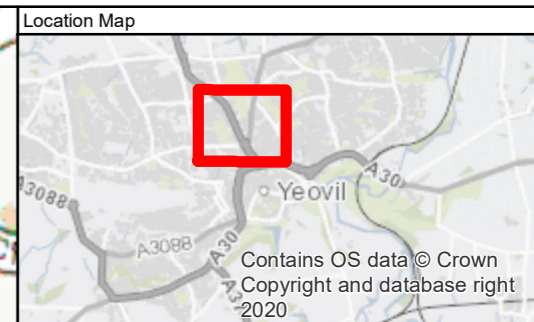 Location Map
Yeovil
A30
A3088
A3088
A30
Contains OS data © Crown
Copyright and database right
2020